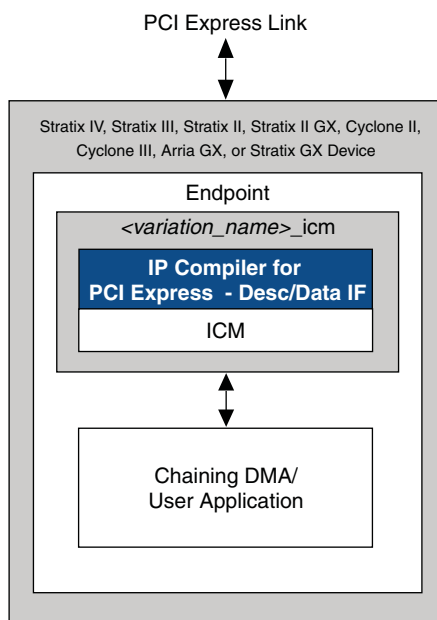 PCI Express Link
Stratix IV, Stratix III, Stratix II, Stratix II GX, Cyclone II,
Cyclone III, Arria GX, or Stratix GX Device
Endpoint
<variation_name>_icm
IP Compiler for
PCI Express - Desc/Data IF
ICM
Chaining DMA/
User Application